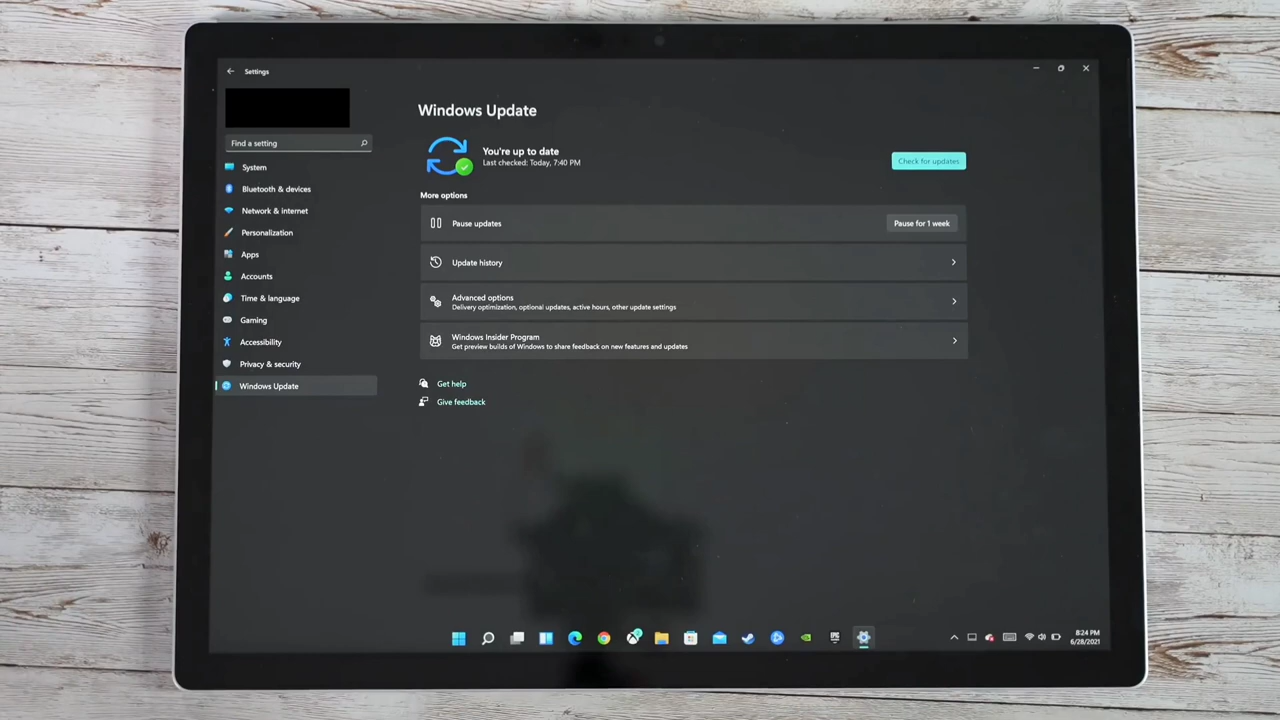 Settings
Windows Update
Find a setting
You're up to date
Last checked: Today, 7:40 PM
Check for updates
System
More options
Bluetooth & devices
Network & internet
Pause updates
Pause for 1 week
Personalization
Apps
Update history
Accounts
Time & language
Advanced options
Delivery optimization, optional updates, active hours, other update settings
Gaming
Accessibility
Windows Insider Program
Get preview builds of Windows to share feedback on new features and updates
Privacy & security
Windows Update
Get help
Give feedback
EPIC
8:24 PM
6/28/2021